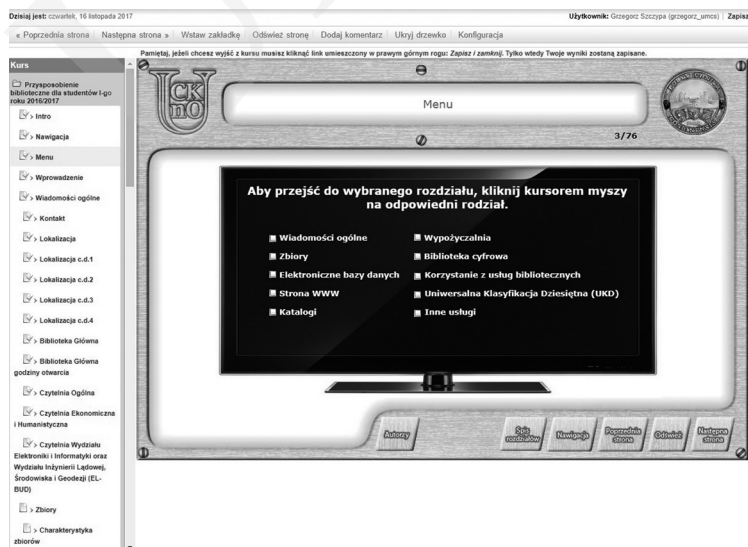 Dzisiaj jest: czwartek, 16 listopada 2017
Użytkownik: Grzegorz Szczypa (grzegorz_umcs) Zapisz
« Poprzednia strona Następna strona » Wstaw zakładkę Odśwież stronę Dodaj komentarz Ukryj drzewko Konfiguracja
Pamiętaj, jeżeli chcesz wyjść z kursu musisz kliknąć link umieszczony w prawym górnym rogu: Zapisz i zamknij. Tylko wtedy Twoje wyniki zostaną zapisane.
Kurs
Przysposobienie
biblioteczne dla studentów I-go
roku 2016/2017
> Intro
> Nawigacja
> Menu
> Wprowadzenie
> Wiadomości ogólne
> Kontakt
> Lokalizacja
> Lokalizacja c.d.1
> Lokalizacja c.d.2
> Lokalizacja c.d.3
> Lokalizacja c.d.4
> Biblioteka Główna
> Biblioteka Główna
godziny otwarcia
> Czytelnia Ogólna
> Czytelnia Ekonomiczna
i Humanistyczna
> Czytelnia Wydziału
Elektroniki i Informatyki oraz
Wydziału Inżynierii Lądowej,
Środowiska i Geodezji (EL-
BUD)
> Zbiory
> Charakterystyka
zbiorów
UCKNO
Menu
3/76
Aby przejść do wybranego rozdziału, kliknij kursorem myszy
na odpowiedni rodział.
Wiadomości ogólne
Zbiory
Elektroniczne bazy danych
Strona WWW
Katalogi
Wypożyczalnia
Biblioteka cyfrowa
Korzystanie z usług bibliotecznych
Uniwersalna Klasyfikacja Dziesiętna (UKD)
Inne usługi
Autorzy
Spis
rozdziałów
Nawigacja
Poprzednia
strona
Odśwież
Następna
strona